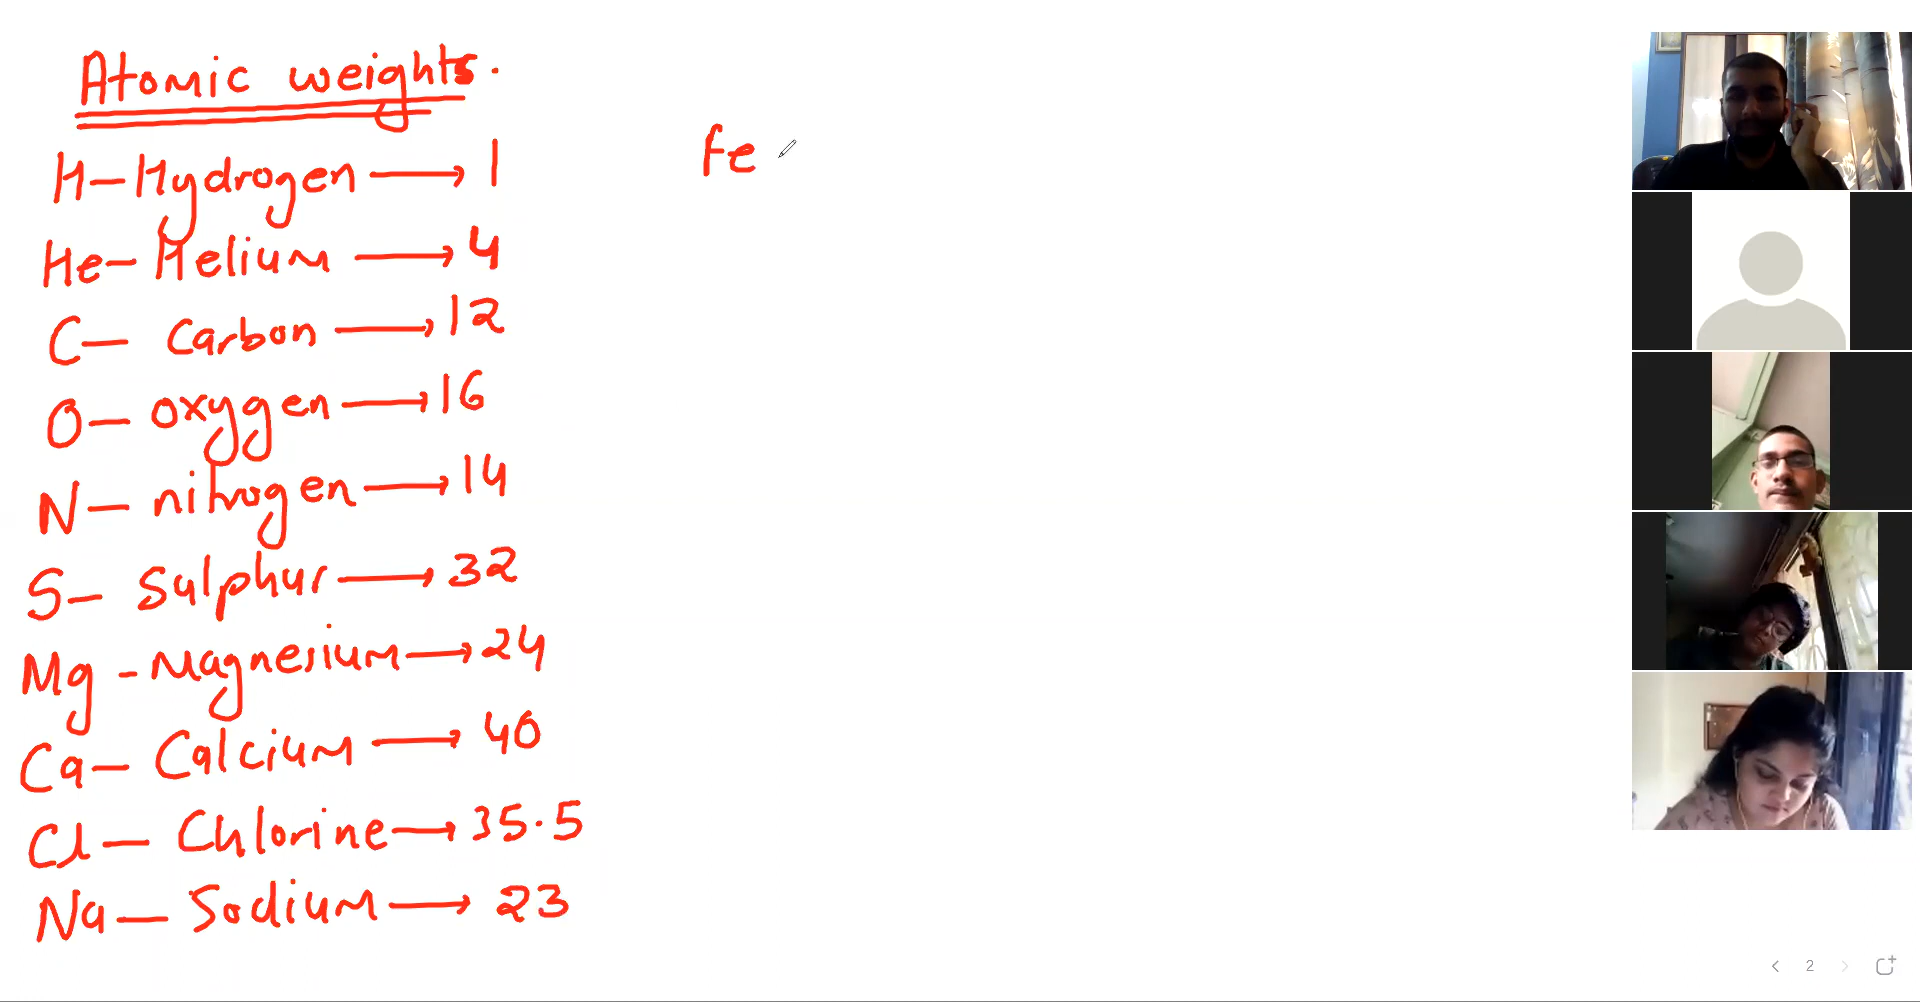 Atomic weights.
H - Hydrogen → 1
He - Helium → 4
C - Carbon → 12
O - oxygen → 16
N - nitrogen → 14
S - Sulphur → 32
Mg - Magnesium → 24
Ca - Calcium → 40
Cl - Chlorine → 35.5
Na - Sodium → 23
Fe
2